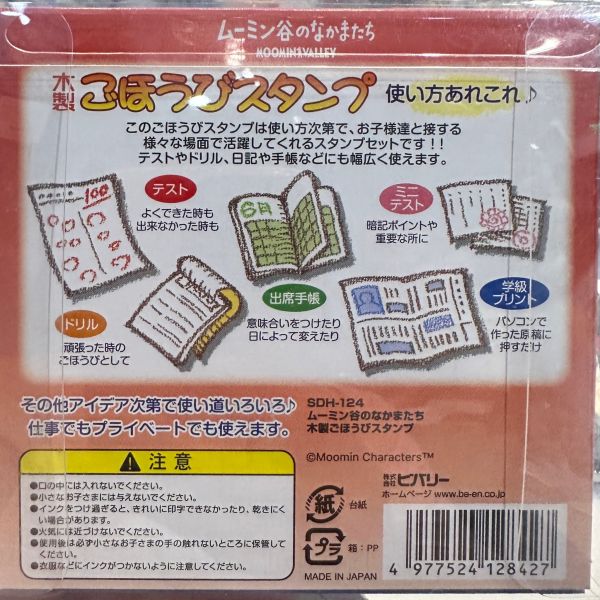 ムーミン谷のなかまたち
MOOMINVALLEY
木製 ごほうびスタンプ 使い方あれこれ♪
このごほうびスタンプは使い方次第で、お子様達と接する
様々な場面で活躍してくれるスタンプセットです!!
テストやドリル、日記や手帳などにも幅広く使えます。
100
テスト
よくできた時も
出来なかった時も
6月
ミニ
テスト
暗記ポイントや
重要な所に
ドリル
頑張った時の
ごほうびとして
出席手帳
意味合いをつけたり
日によって変えたり
学級
プリント
パソコンで
作った原稿
に押すだけ
その他アイデア次第で使い道いろいろ♪
仕事でもプライベートでも使えます。
SDH-124
ムーミン谷のなかまたち
木製ごほうびスタンプ
©Moomin Characters™
注意
●口の中には入れないでください。
●小さなお子さまには与えないでください。
●インクをつけ過ぎると、きれいに印字できなかったり、乾きにく
い場合があります。
●火気には近づけないでください。
●使用後は必ず小さなお子さまの手の触れないところに保管して
ください。
●衣服などにインクがつかないように注意してください。
株式会社 ビバリー
ホームページ www.be-en.co.jp
紙 台紙
プラ 箱:PP
MADE IN JAPAN
4 977524 128427